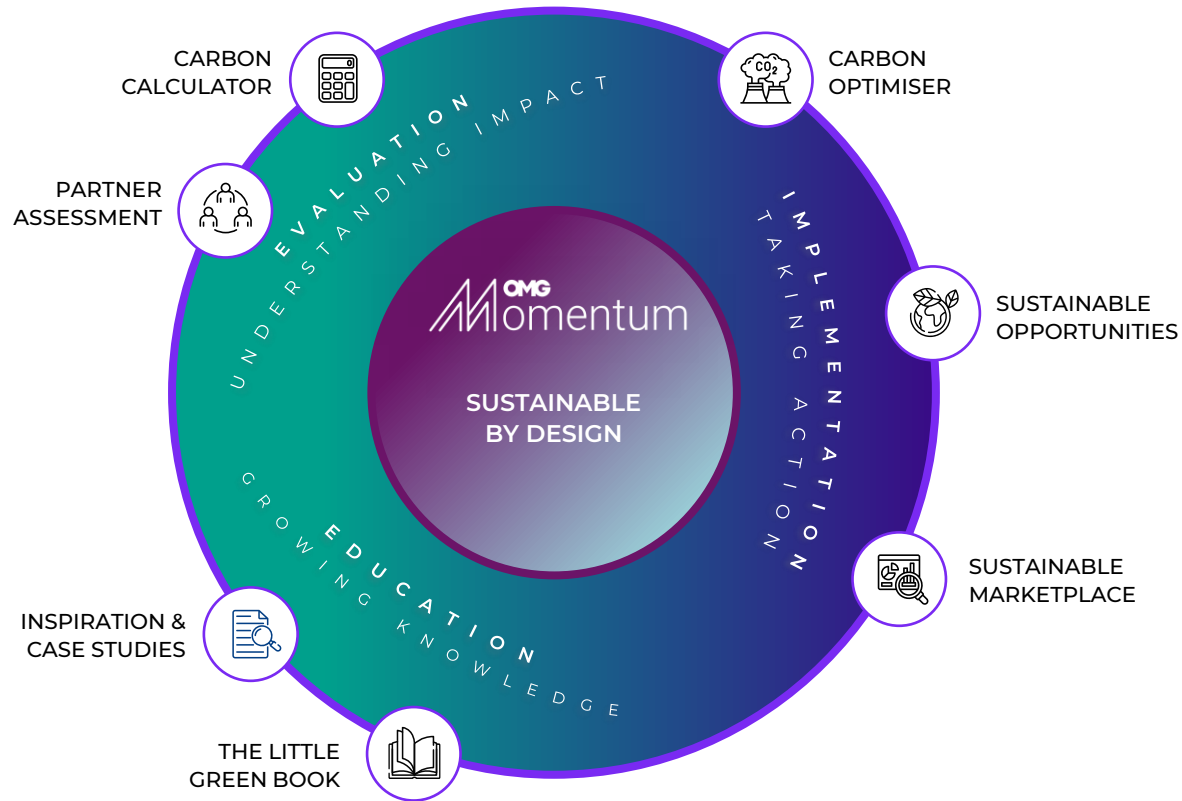 CARBON
CALCULATOR
CARBON
OPTIMISER
CO2
PARTNER
ASSESSMENT
EVALUATION
UNDERSTANDING IMPACT
IMPLEMENTATION
TAKING ACTION
OMG
Momentum
SUSTAINABLE
BY DESIGN
SUSTAINABLE
OPPORTUNITIES
SUSTAINABLE
MARKETPLACE
EDUCATION
GROWING KNOWLEDGE
INSPIRATION &
CASE STUDIES
THE LITTLE
GREEN BOOK